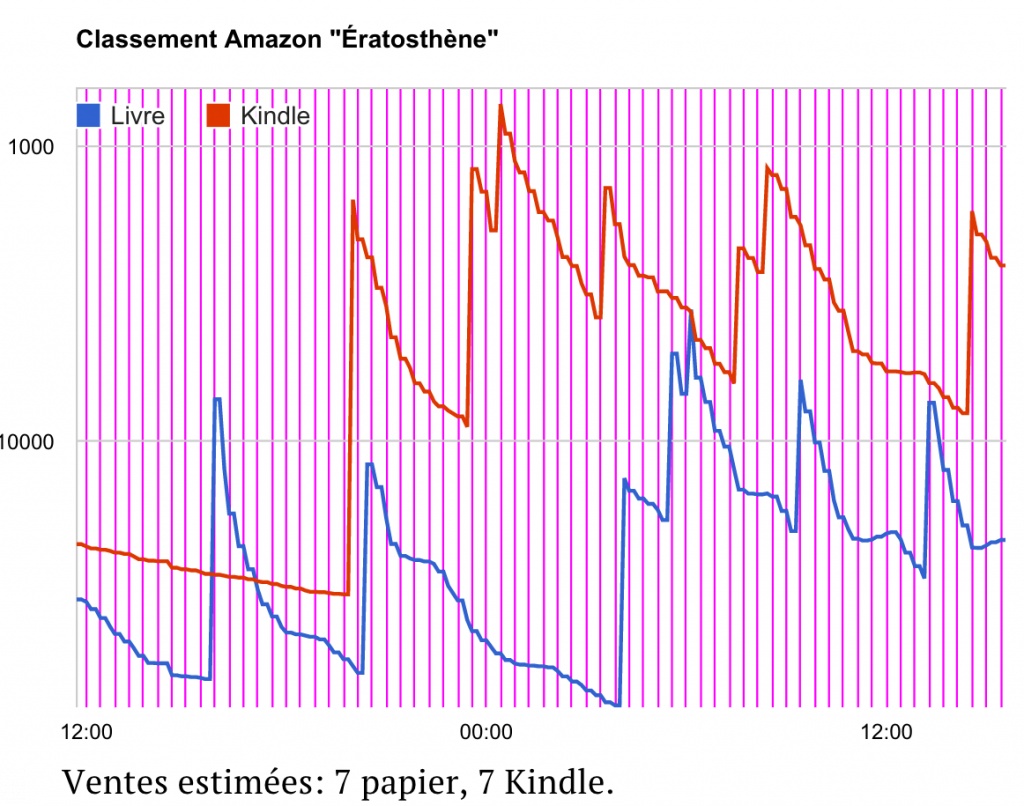 Classement Amazon "Ératosthène"
Livre Kindle
1000
10000
12:00 00:00 12:00
Ventes estimées: 7 papier, 7 Kindle.